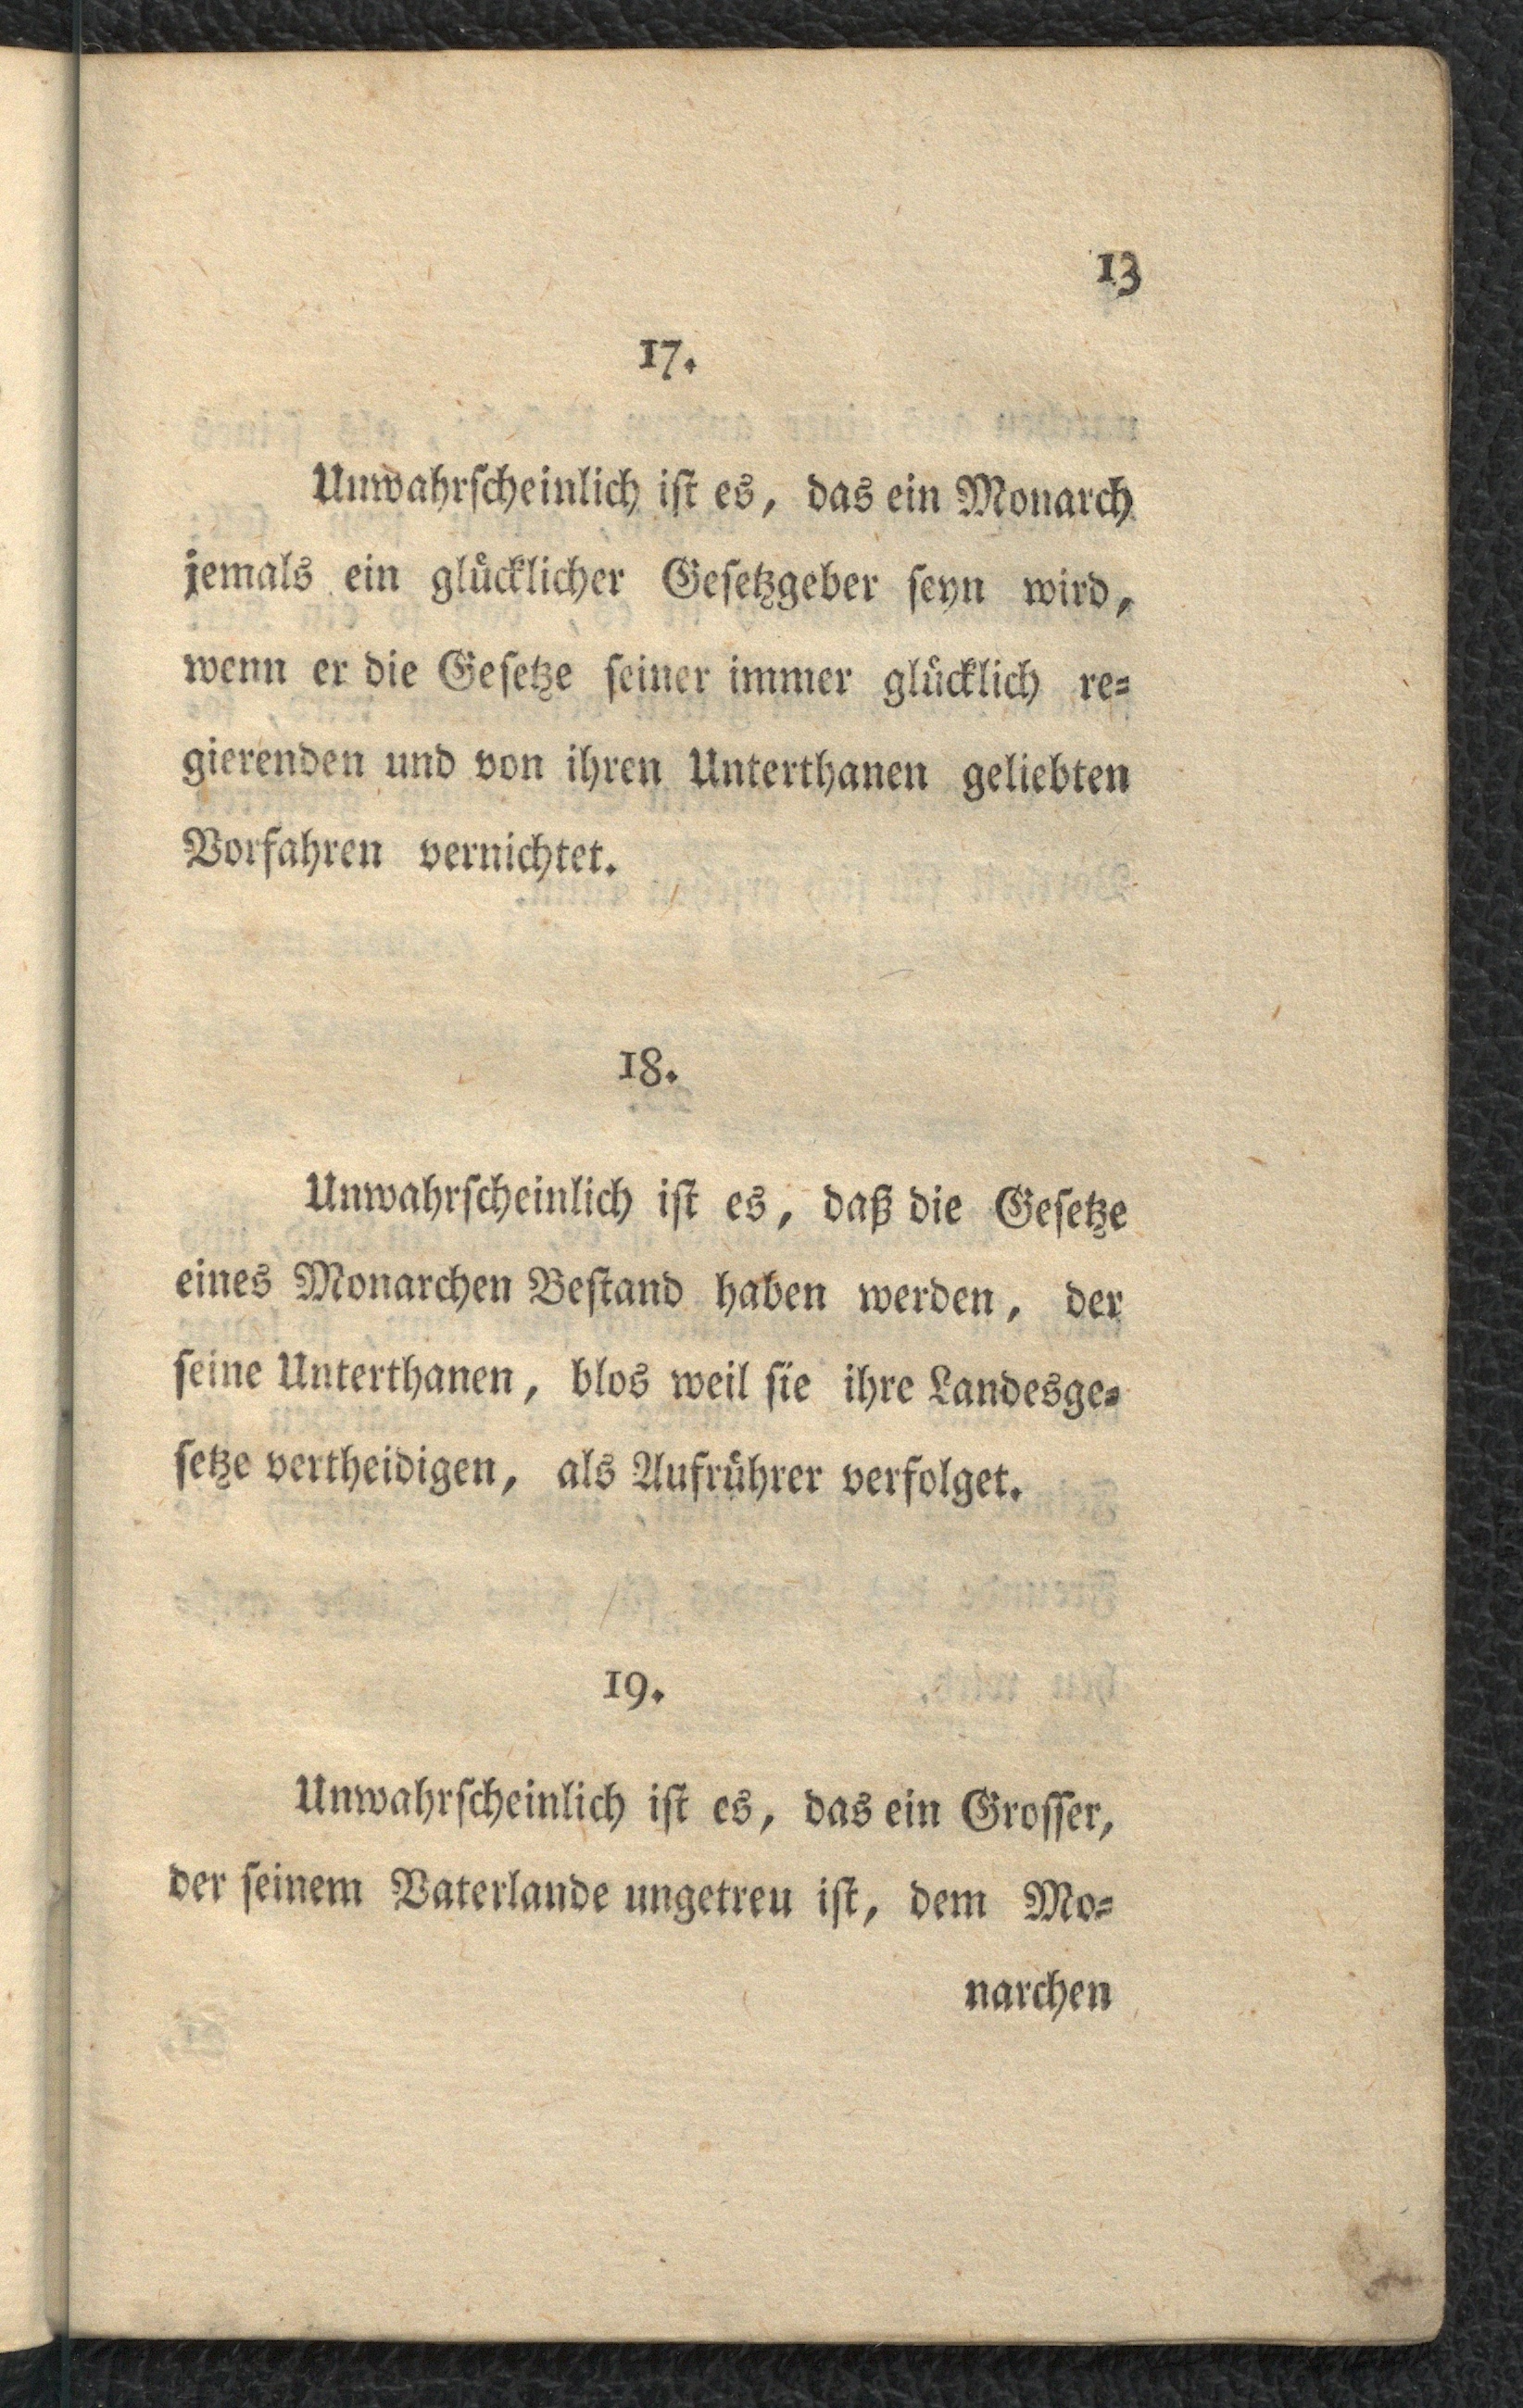 13
17.
Unwahrscheinlich ist es, das ein Monarch
jemals ein glücklicher Gesetzgeber seyn wird,
wenn er die Gesetze seiner immer glücklich re=
gierenden und von ihren Unterthanen geliebten
Vorfahren vernichtet.
18.
Unwahrscheinlich ist es, daß die Gesetze
eines Monarchen Bestand haben werden, der
seine Unterthanen, blos weil sie ihre Landesge=
setze vertheidigen, als Aufrührer verfolget.
19.
Unwahrscheinlich ist es, das ein Grosser,
der seinem Vaterlande ungetreu ist, dem Mo=
narchen